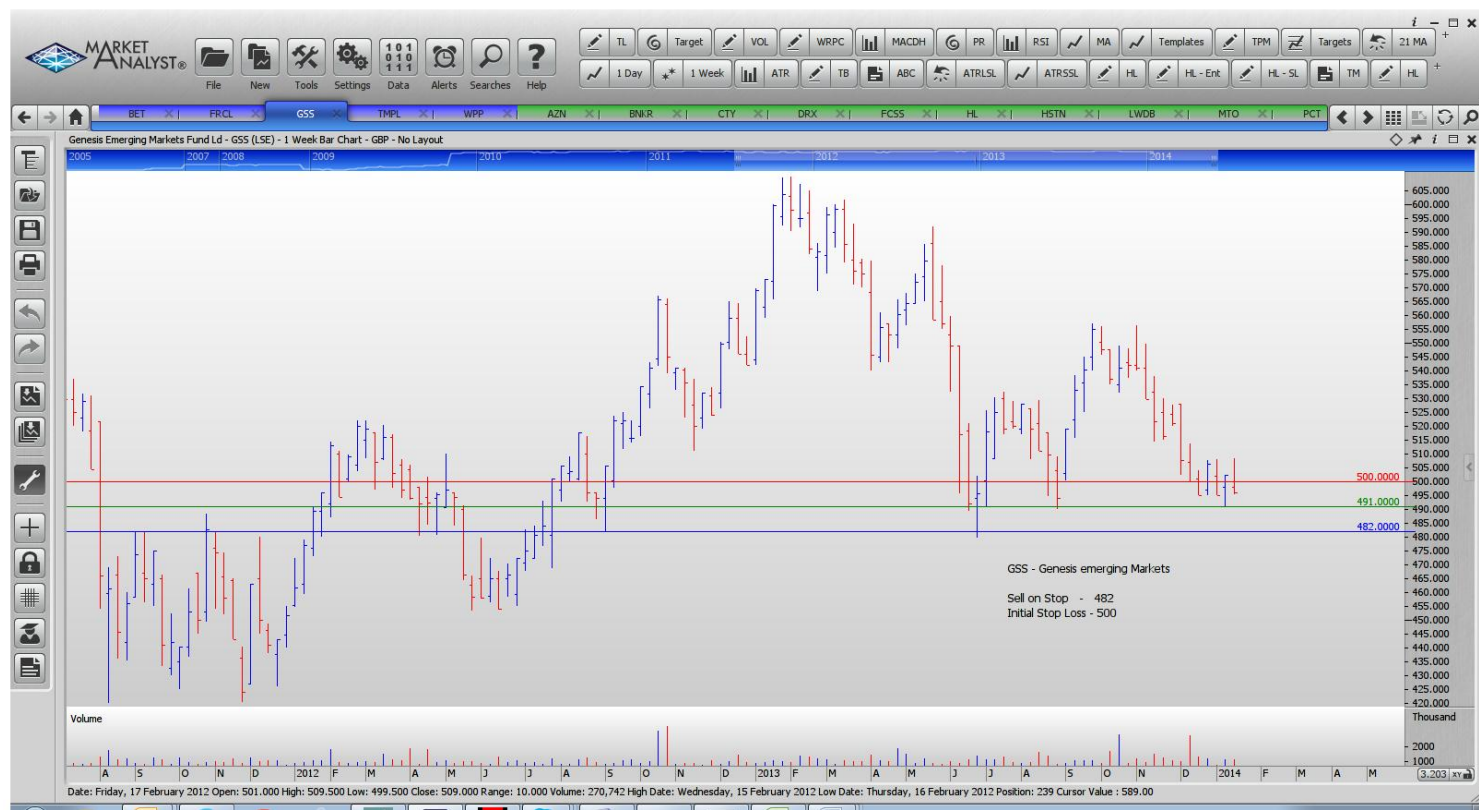 MARKET
ANALYST®
File New Tools Settings Data Alerts Searches Help
TL Target VOL WRPC MACDH PR RSI MA Templates TPM Targets 21 MA
1 Day 1 Week ATR TB ABC ATRLSL ATRSSL HL HL - Ent HL - SL TM HL
BET FRCL GSS TMPL WPP AZN BNKR CTY DRX FCSS HL HSTN LWDB MTO PCT
Genesis Emerging Markets Fund Ld - GSS (LSE) - 1 Week Bar Chart - GBP - No Layout
2005 2007 2008 2009 2010 2011 2012 2013 2014
605.000
600.000
595.000
590.000
585.000
580.000
575.000
570.000
565.000
560.000
555.000
550.000
545.000
540.000
535.000
530.000
525.000
520.000
515.000
510.000
505.000
500.0000
500.000
495.000
491.0000
490.000
485.000
482.0000
480.000
475.000
470.000
GSS - Genesis emerging Markets
465.000
460.000
Sell on Stop - 482
455.000
Initial Stop Loss - 500
450.000
445.000
440.000
435.000
430.000
425.000
420.000
Volume
Thousand
2000
1000
A S O N D 2012 F M A M J J A S O N D 2013 F M A M J J A S O N D 2014 F M A M 3.203 XY
Date: Friday, 17 February 2012 Open: 501.000 High: 509.500 Low: 499.500 Close: 509.000 Range: 10.000 Volume: 270,742 High Date: Wednesday, 15 February 2012 Low Date: Thursday, 16 February 2012 Position: 239 Cursor Value : 589.00